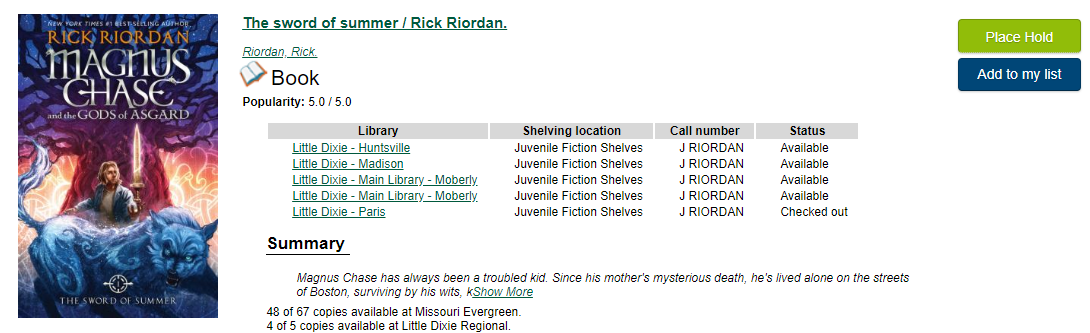 NEW YORK TIMES #1 BEST-SELLING AUTHOR
RICK RIORDAN
MAGNUS
CHASE
and the GODS of ASGARD
THE SWORD OF SUMMER
The sword of summer / Rick Riordan.
Riordan, Rick.
Book
Popularity: 5.0 / 5.0
Place Hold
Add to my list
Library Shelving location Call number Status
Little Dixie - Huntsville Juvenile Fiction Shelves J RIORDAN Available
Little Dixie - Madison Juvenile Fiction Shelves J RIORDAN Available
Little Dixie - Main Library - Moberly Juvenile Fiction Shelves J RIORDAN Available
Little Dixie - Main Library - Moberly Juvenile Fiction Shelves J RIORDAN Available
Little Dixie - Paris Juvenile Fiction Shelves J RIORDAN Checked out
Summary
Magnus Chase has always been a troubled kid. Since his mother's mysterious death, he's lived alone on the streets
of Boston, surviving by his wits, kShow More
48 of 67 copies available at Missouri Evergreen.
4 of 5 copies available at Little Dixie Regional.